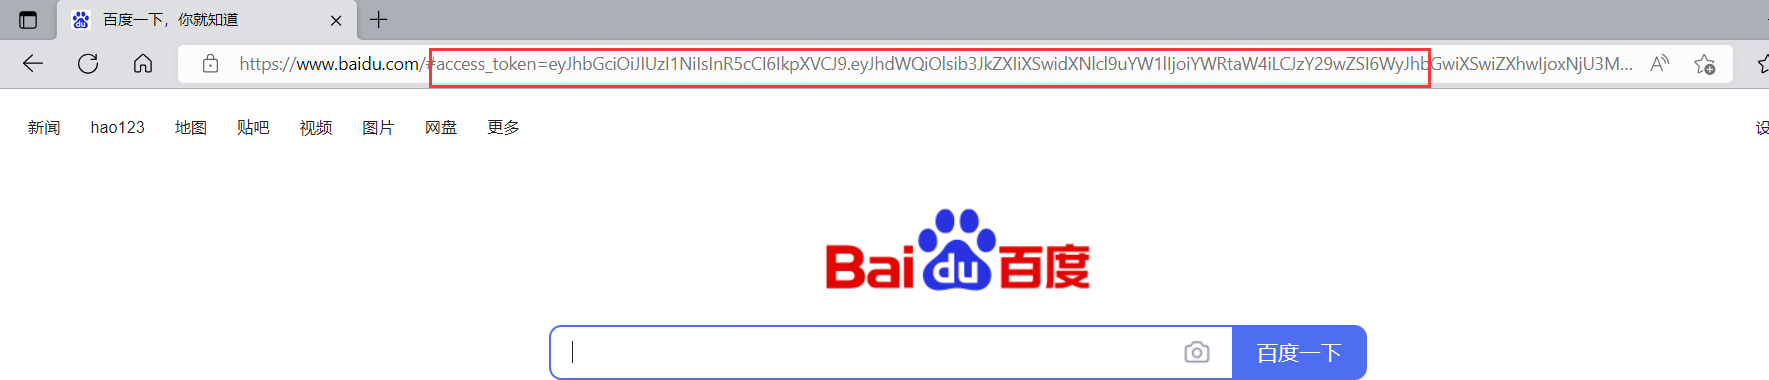 百度一下，你就知道
https://www.baidu.com/#access_token=eyJhbGciOiJIUzI1NiIsInR5cCI6IkpXVCJ9.eyJhdWQiOlsib3JkZXIiXSwidXNlcl9uYW1lIjoiYWRtaW4iLCJzY29wZSI6WyJhbGwiXSwiZXhwIjoxNjU3M...
新闻 hao123 地图 贴吧 视频 图片 网盘 更多 设
Bai du 百度
百度一下